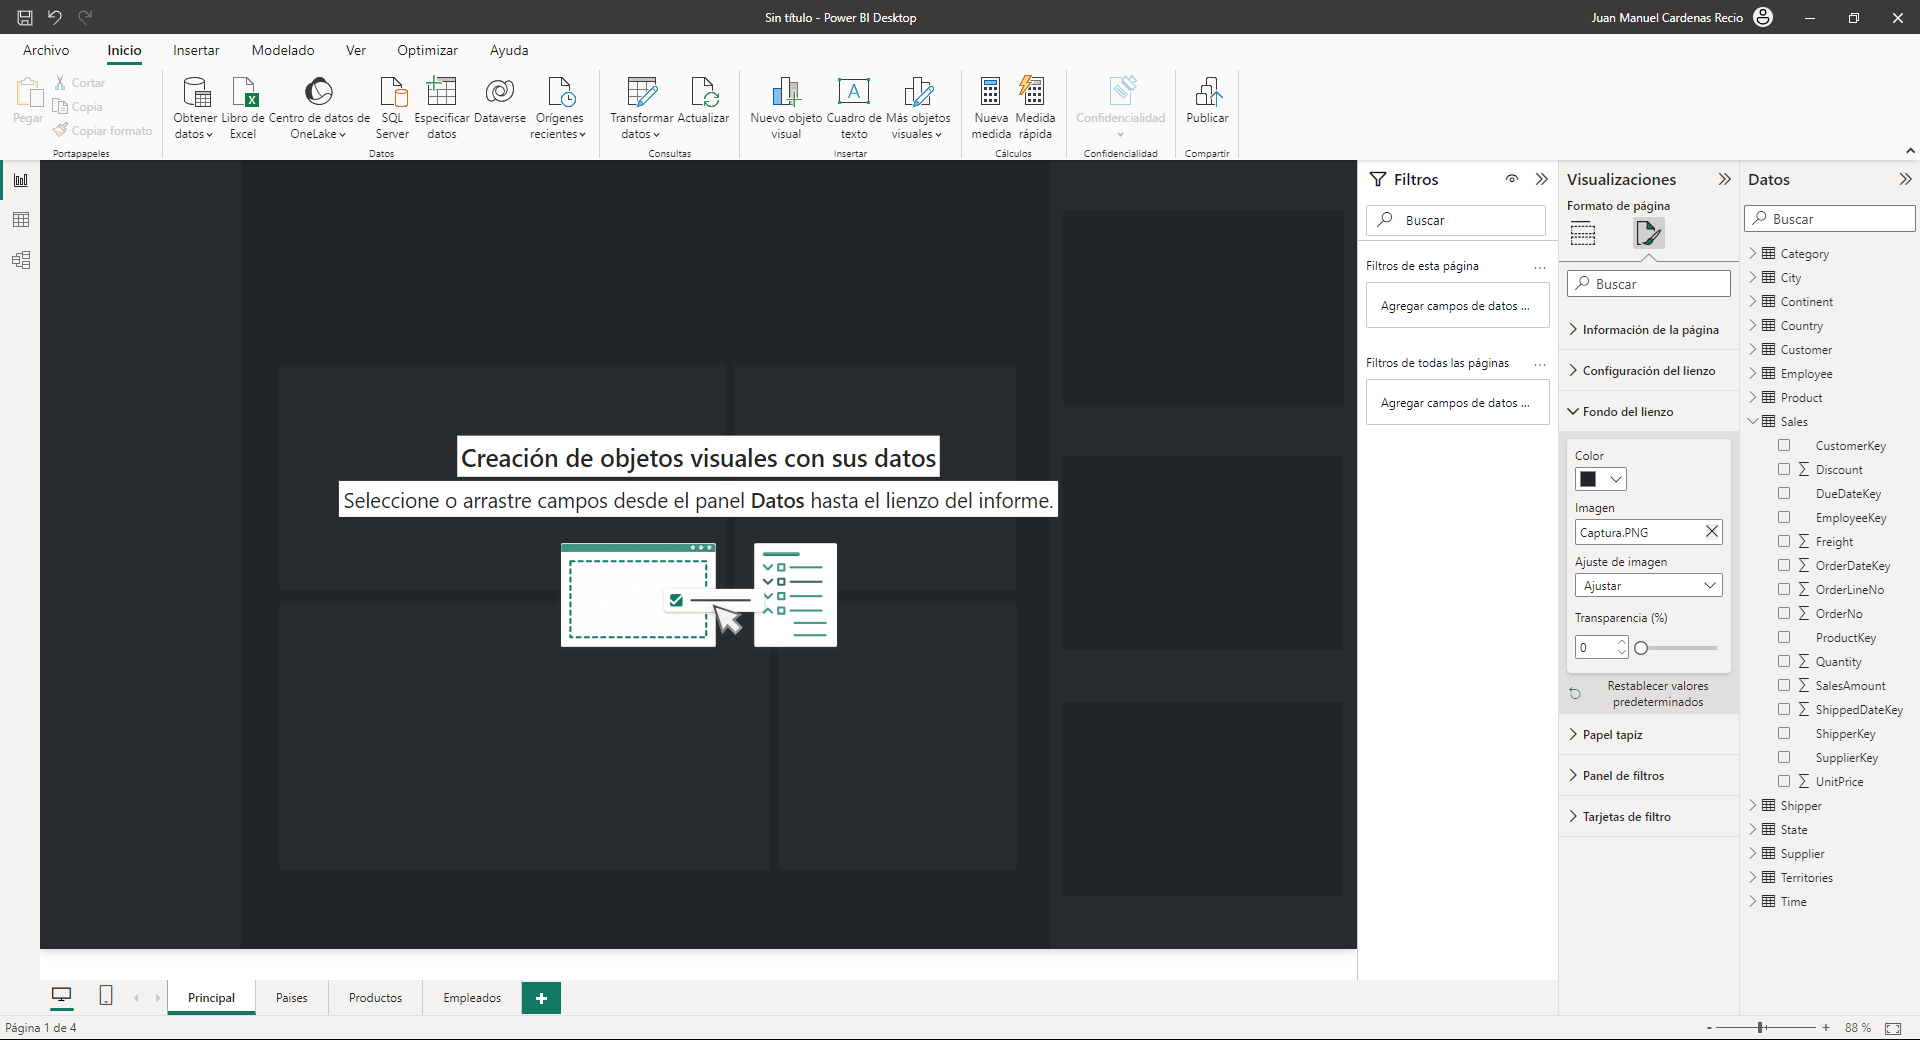 Sin título - Power BI Desktop
Juan Manuel Cardenas Recio
Archivo
Inicio
Insertar
Modelado
Ver
Optimizar
Ayuda
Pegar
Cortar
Copia
Copiar formato
Portapapeles
Obtener
datos
Libro de
Excel
Centro de datos de
OneLake
SQL
Server
Especificar
datos
Dataverse
Orígenes
recientes
Datos
Transformar
datos
Actualizar
Consultas
Nuevo objeto
visual
Cuadro de
texto
Más objetos
visuales
Insertar
Nueva
medida
Medida
rápida
Cálculos
Confidencialidad
Confidencialidad
Publicar
Compartir
Creación de objetos visuales con sus datos
Seleccione o arrastre campos desde el panel Datos hasta el lienzo del informe.
Filtros
Buscar
Filtros de esta página
...
Agregar campos de datos ...
Filtros de todas las páginas
...
Agregar campos de datos ...
Visualizaciones
Formato de página
Buscar
Información de la página
Configuración del lienzo
Fondo del lienzo
Color
Imagen
Captura.PNG
Ajuste de imagen
Ajustar
Transparencia (%)
0
Restablecer valores
predeterminados
Papel tapiz
Panel de filtros
Tarjetas de filtro
Datos
Buscar
Category
City
Continent
Country
Customer
Employee
Product
Sales
CustomerKey
Discount
DueDateKey
EmployeeKey
Freight
OrderDateKey
OrderLineNo
OrderNo
ProductKey
Quantity
SalesAmount
ShippedDateKey
ShipperKey
SupplierKey
UnitPrice
Shipper
State
Supplier
Territories
Time
Principal
Paises
Productos
Empleados
Página 1 de 4
88 %